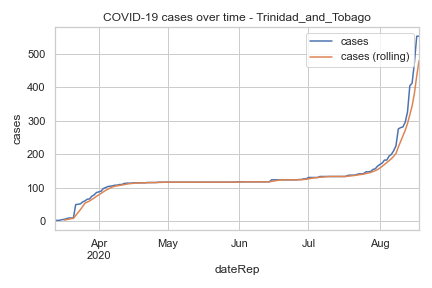 COVID-19 cases over time - Trinidad_and_Tobago
cases
cases (rolling)
cases
500
400
300
200
100
0
Apr
2020
May
Jun
Jul
Aug
dateRep